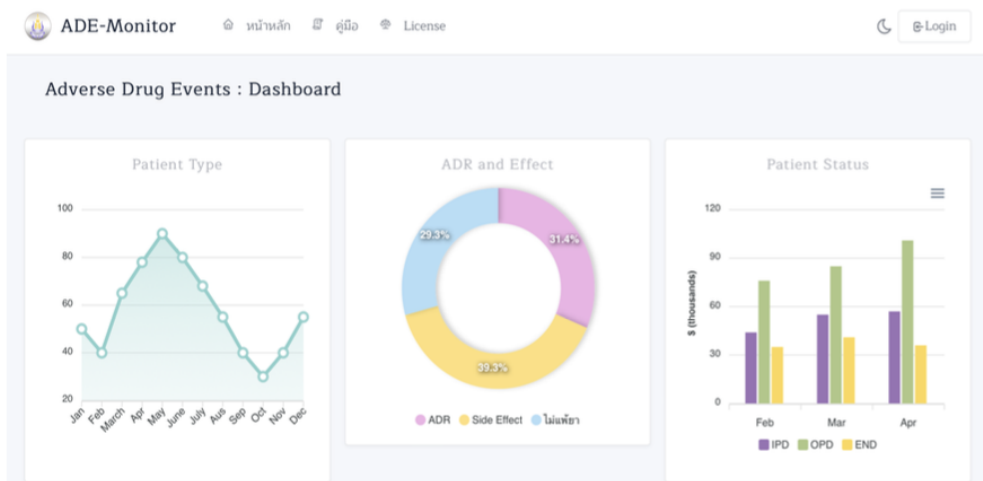 ADE-Monitor หน้าหลัก คู่มือ License Login
Adverse Drug Events : Dashboard
Patient Type
100
80
60
40
20
Jan Feb March Apr May June July Aus Sep Oct Nov Dec
ADR and Effect
29.3%
31.4%
39.3%
ADR Side Effect ไม่แพ้ยา
Patient Status
120
90
60
30
0
$ (thousands)
Feb Mar Apr
IPD OPD END